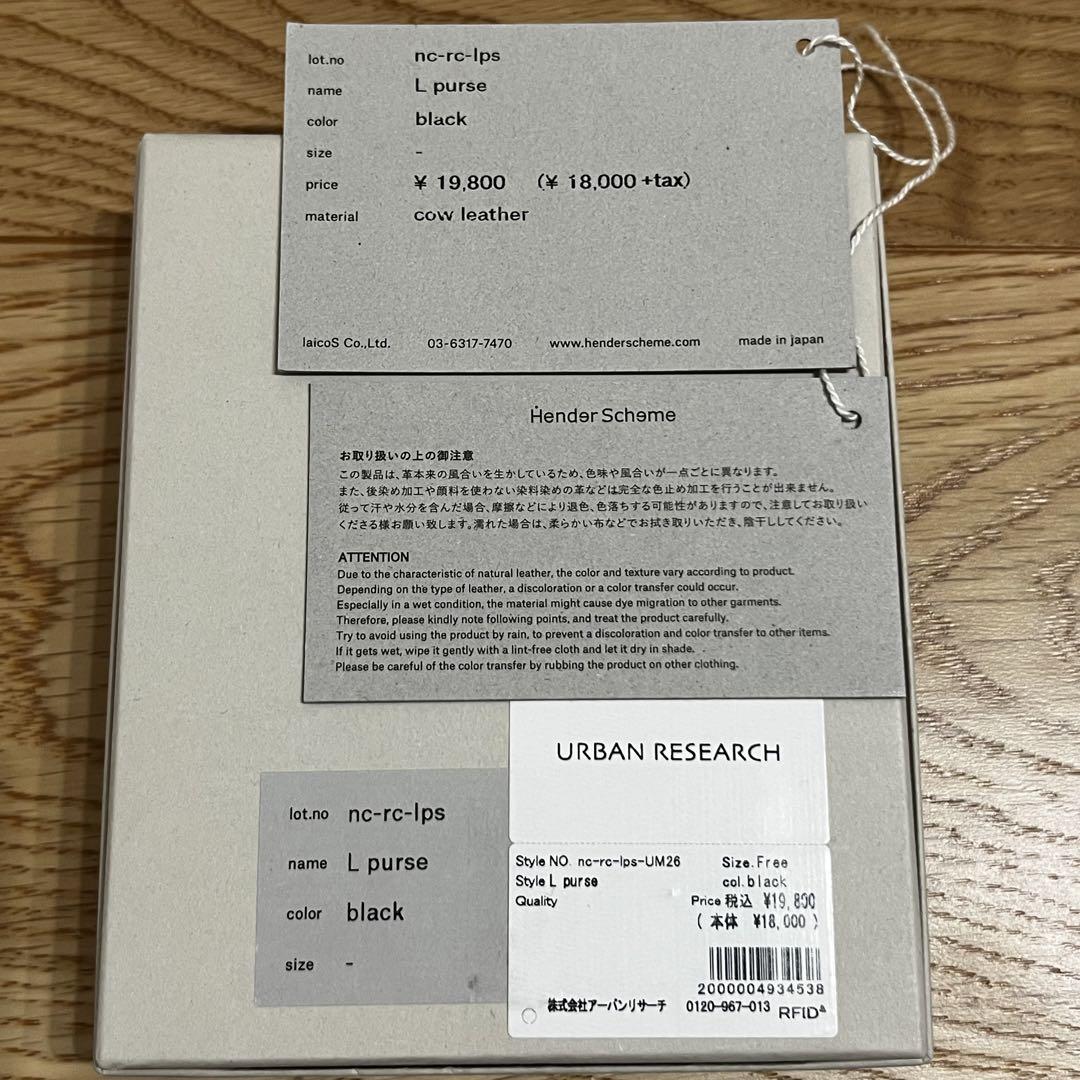 lot.no nc-rc-lps
name L purse
color black
size -
price ¥ 19,800 (¥ 18,000 +tax)
material cow leather
laicoS Co.,Ltd. 03-6317-7470 www.henderscheme.com made in japan
Hender Scheme
お取り扱いの上の御注意
この製品は、革本来の風合いを生かしているため、色味や風合いが一点ごとに異なります。
また、後染め加工や顔料を使わない染料染めの革などは完全な色止め加工を行うことが出来ません。
従って汗や水分を含んだ場合、摩擦などにより退色、色落ちする可能性がありますので、注意してお取り扱い
くださる様お願い致します。濡れた場合は、柔らかい布などでお拭き取りいただき、陰干ししてください。
ATTENTION
Due to the characteristic of natural leather, the color and texture vary according to product.
Depending on the type of leather, a discoloration or a color transfer could occur.
Especially in a wet condition, the material might cause dye migration to other garments.
Therefore, please kindly note following points, and treat the product carefully.
Try to avoid using the product by rain, to prevent a discoloration and color transfer to other items.
If it gets wet, wipe it gently with a lint-free cloth and let it dry in shade.
Please be careful of the color transfer by rubbing the product on other clothing.
URBAN RESEARCH
lot.no nc-rc-lps
name L purse
color black
size -
Style NO. nc-rc-lps-UM26 Size.Free
Style L purse col.black
Quality Price 税込 ¥19,800
( 本体 ¥18,000 )
2000004934538
株式会社アーバンリサーチ 0120-967-013 RFID